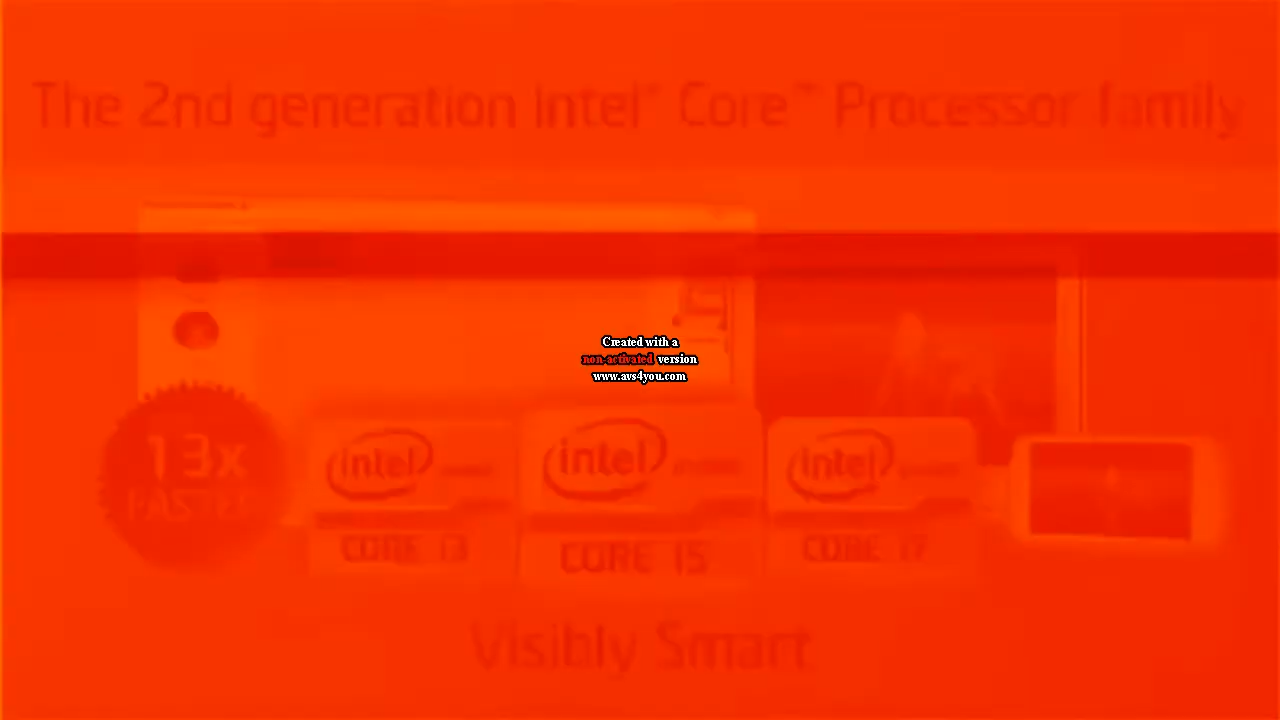 The 2nd generation Intel® Core™ Processor family
Created with a
non-activated version
www.avs4you.com
13x
FASTER
intel
CORE i3
intel
CORE i5
intel
CORE i7
Visibly Smart